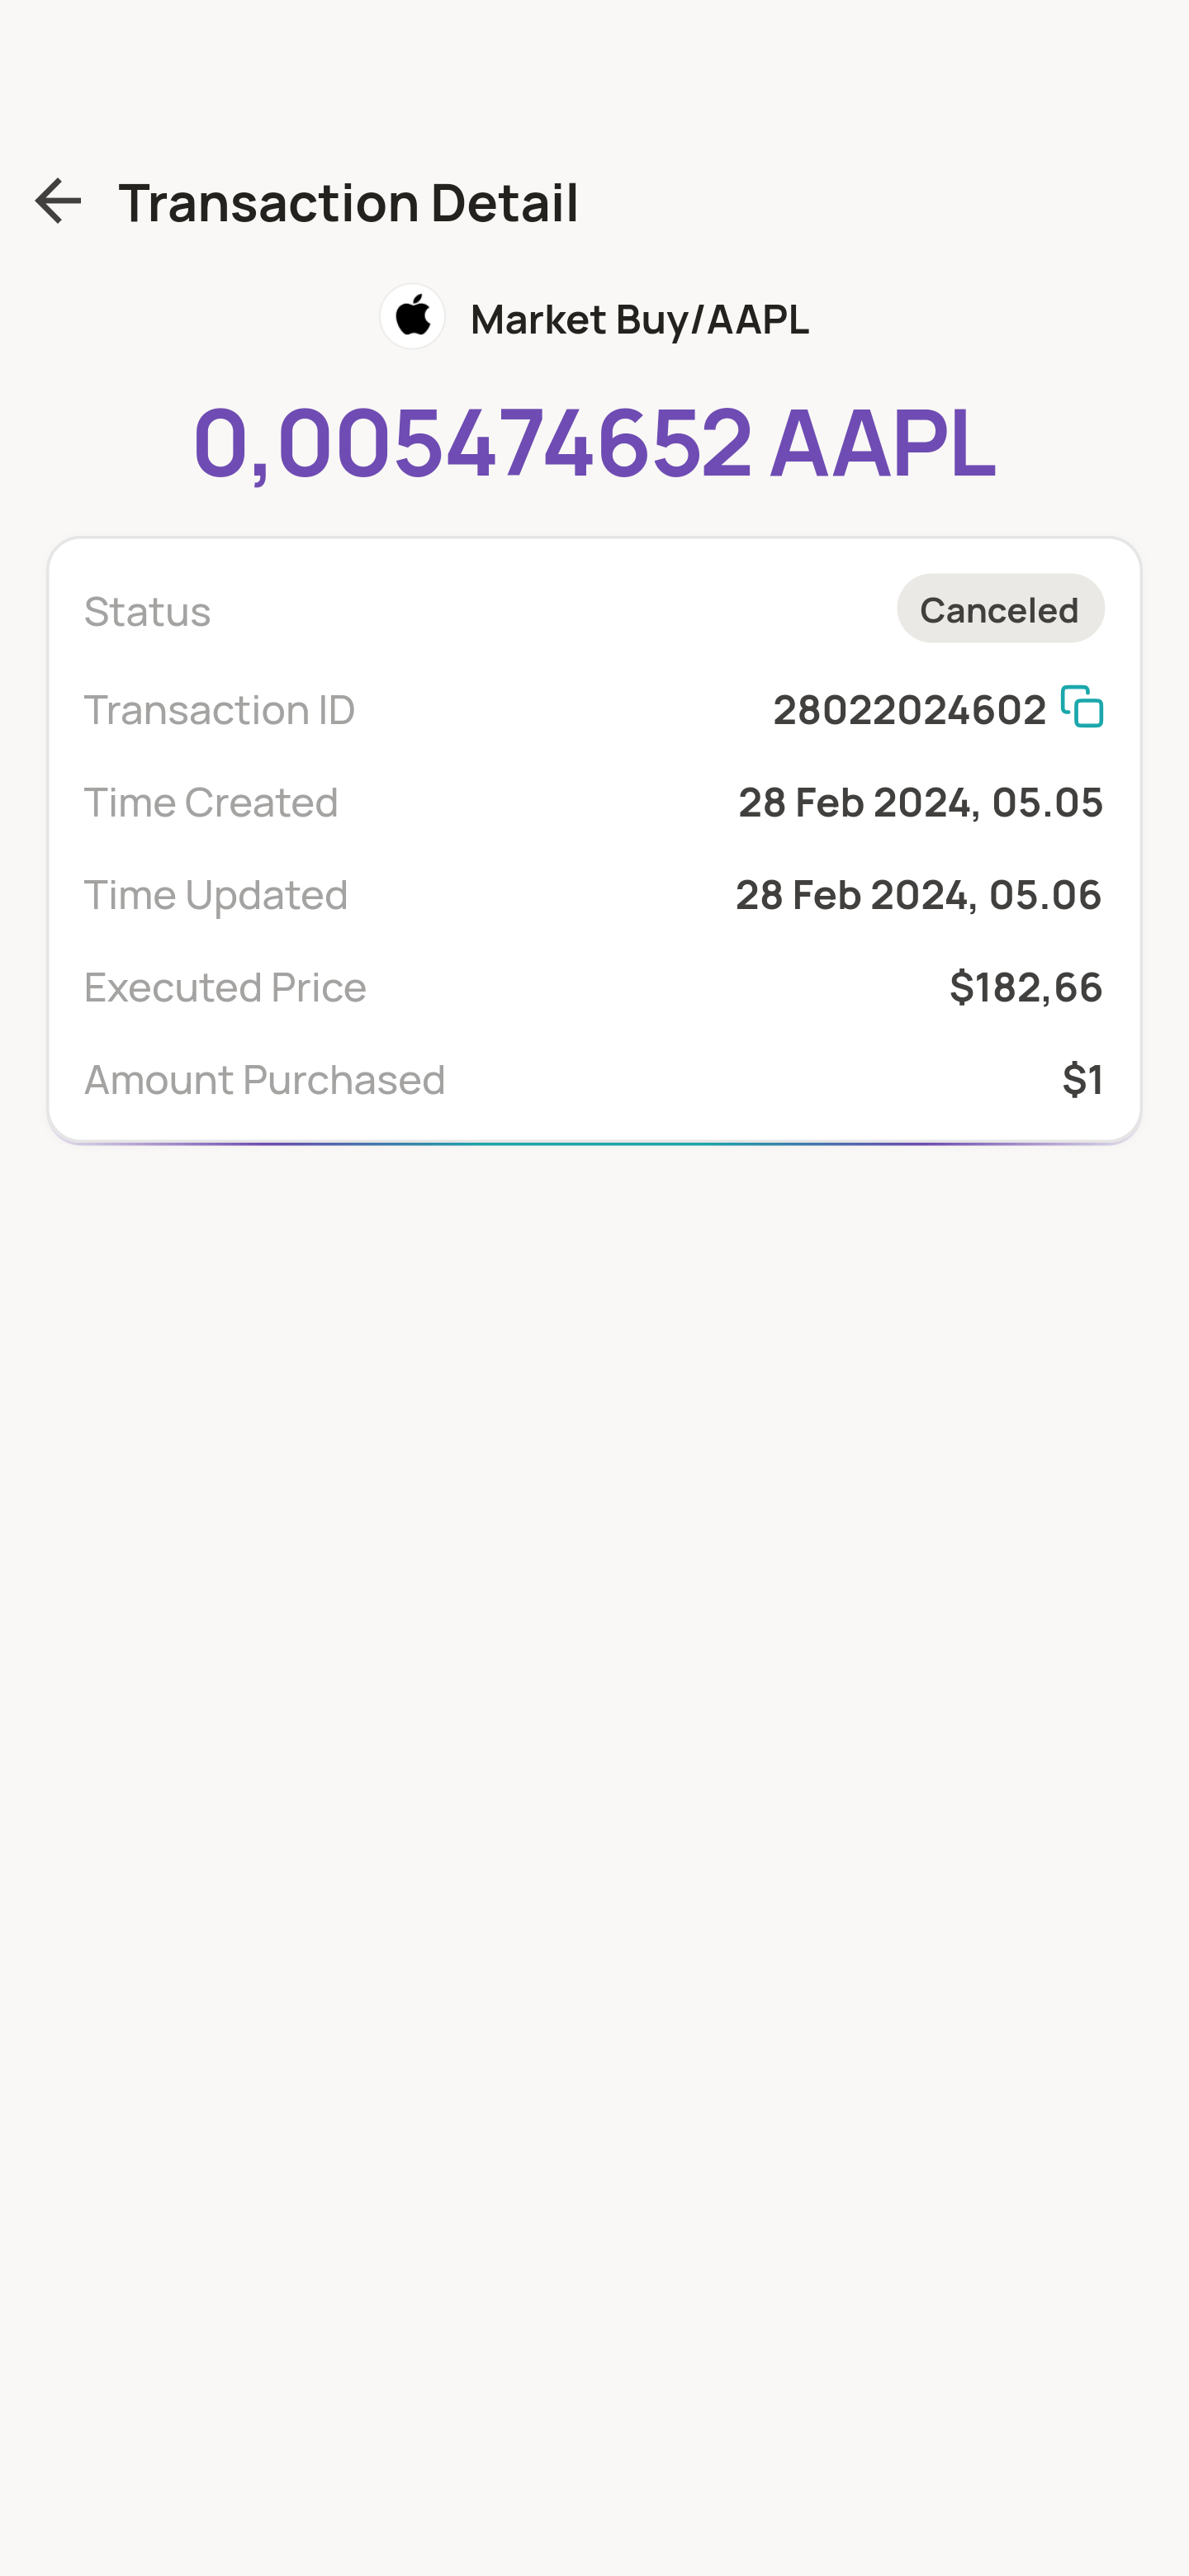 Transaction Detail
Market Buy/AAPL
0,005474652 AAPL
Status Canceled
Transaction ID 28022024602
Time Created 28 Feb 2024, 05.05
Time Updated 28 Feb 2024, 05.06
Executed Price $182,66
Amount Purchased $1